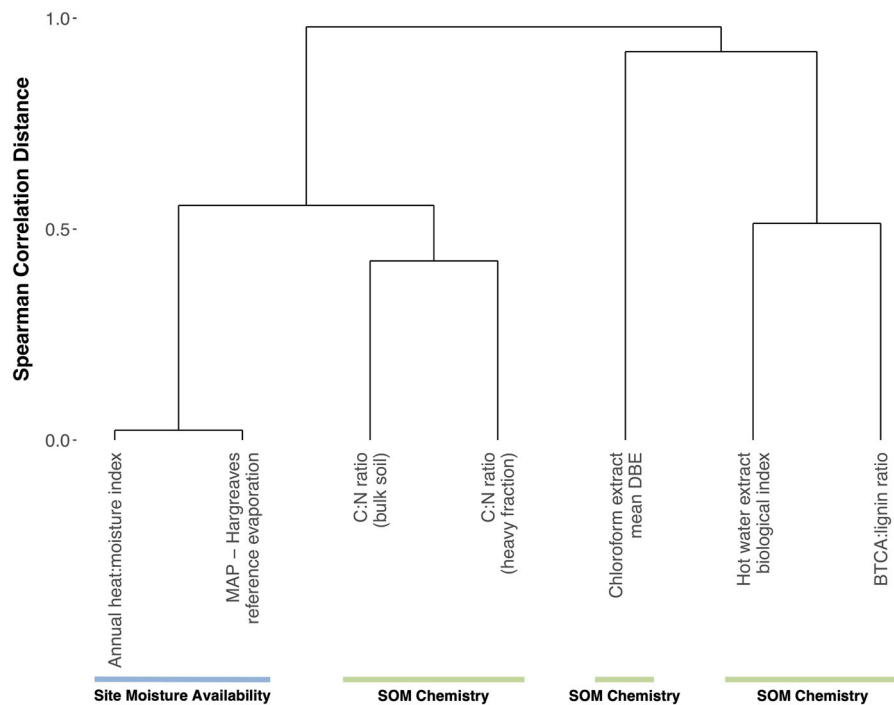 Spearman Correlation Distance
1.0
0.5
0.0
Annual heat:moisture index
MAP – Hargreaves
reference evaporation
C:N ratio
(bulk soil)
C:N ratio
(heavy fraction)
Chloroform extract
mean DBE
Hot water extract
biological index
BTCA:lignin ratio
Site Moisture Availability
SOM Chemistry
SOM Chemistry
SOM Chemistry